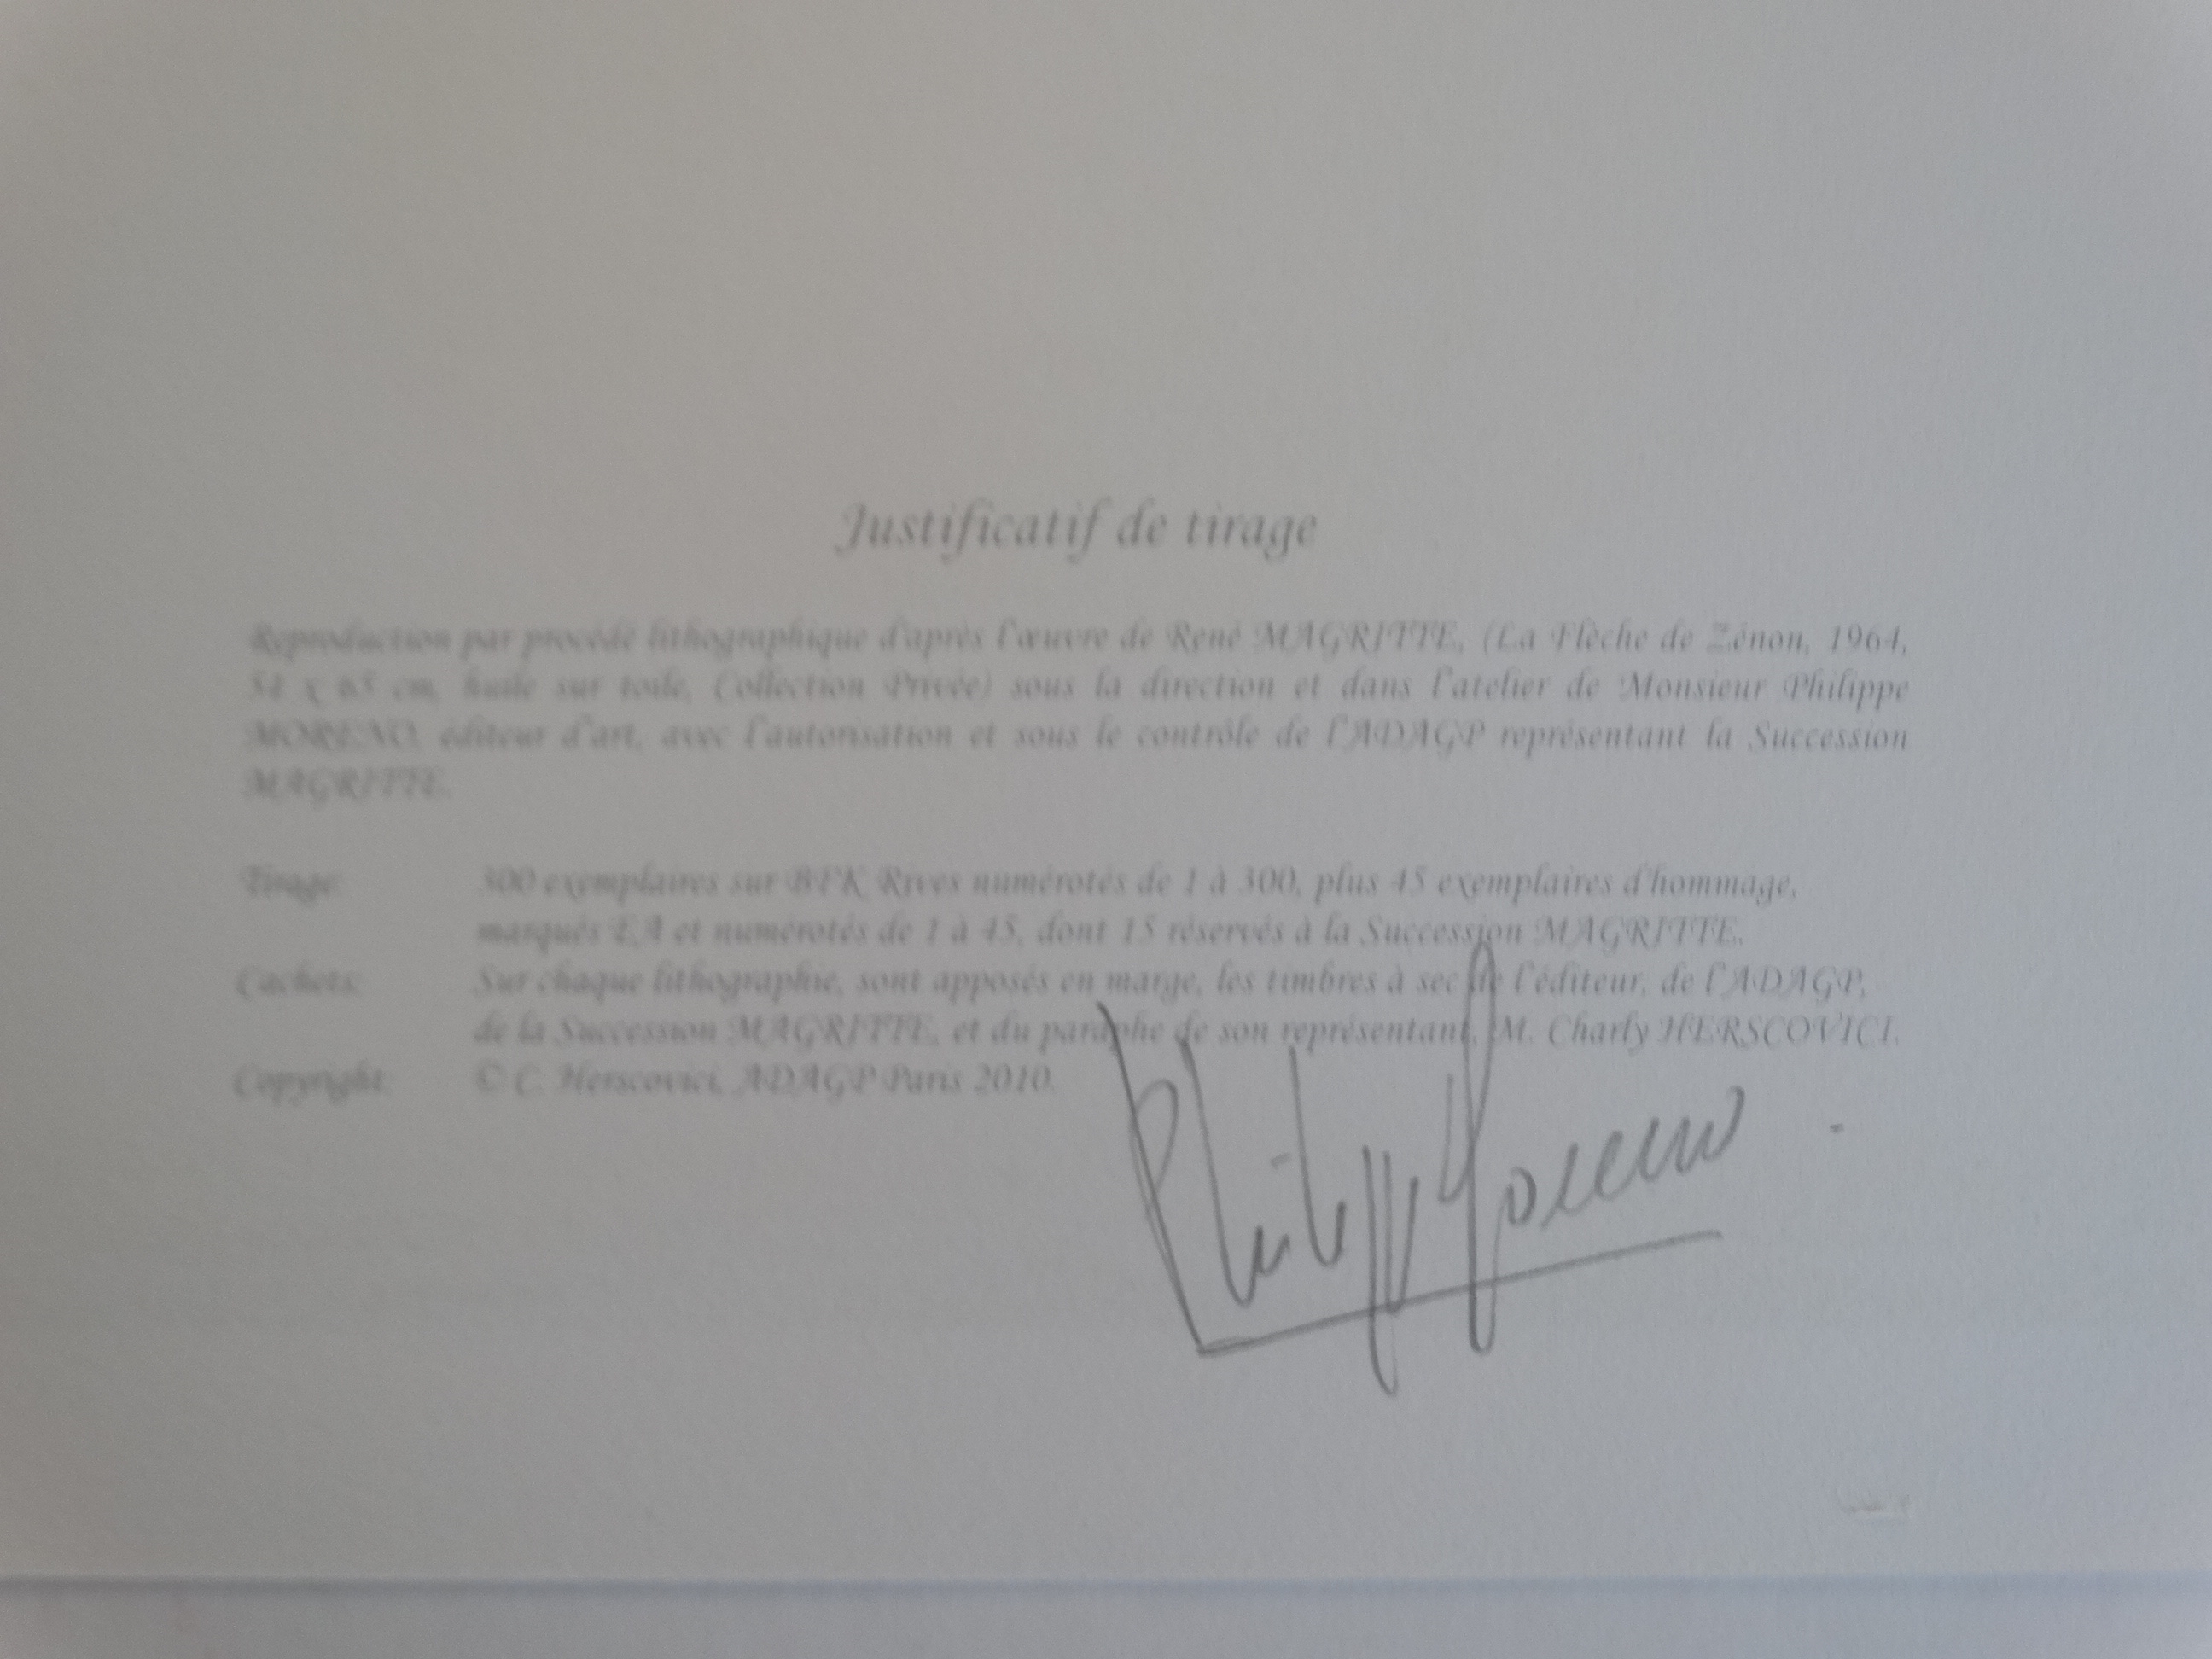 Justificatif de tirage
Reproduction par procédé lithographique d'après l'œuvre de René MAGRITTE, (La Flèche de Zénon, 1964,
54 x 65 cm, huile sur toile, Collection Privée) sous la direction et dans l'atelier de Monsieur Philippe
MORENO, éditeur d'art, avec l'autorisation et sous le contrôle de l'ADAGP représentant la Succession
MAGRITTE.
Tirage: 300 exemplaires sur BFK Rives numérotés de 1 à 300, plus 45 exemplaires d'hommage,
marqués EA et numérotés de 1 à 45, dont 15 réservés à la Succession MAGRITTE.
Cachets: Sur chaque lithographie, sont apposés en marge, les timbres à sec de l'éditeur, de l'ADAGP,
de la Succession MAGRITTE, et du paraphe de son représentant, M. Charly HERSCOVICI.
Copyright: © C. Herscovici, ADAGP Paris 2010.
Philippe Moreno